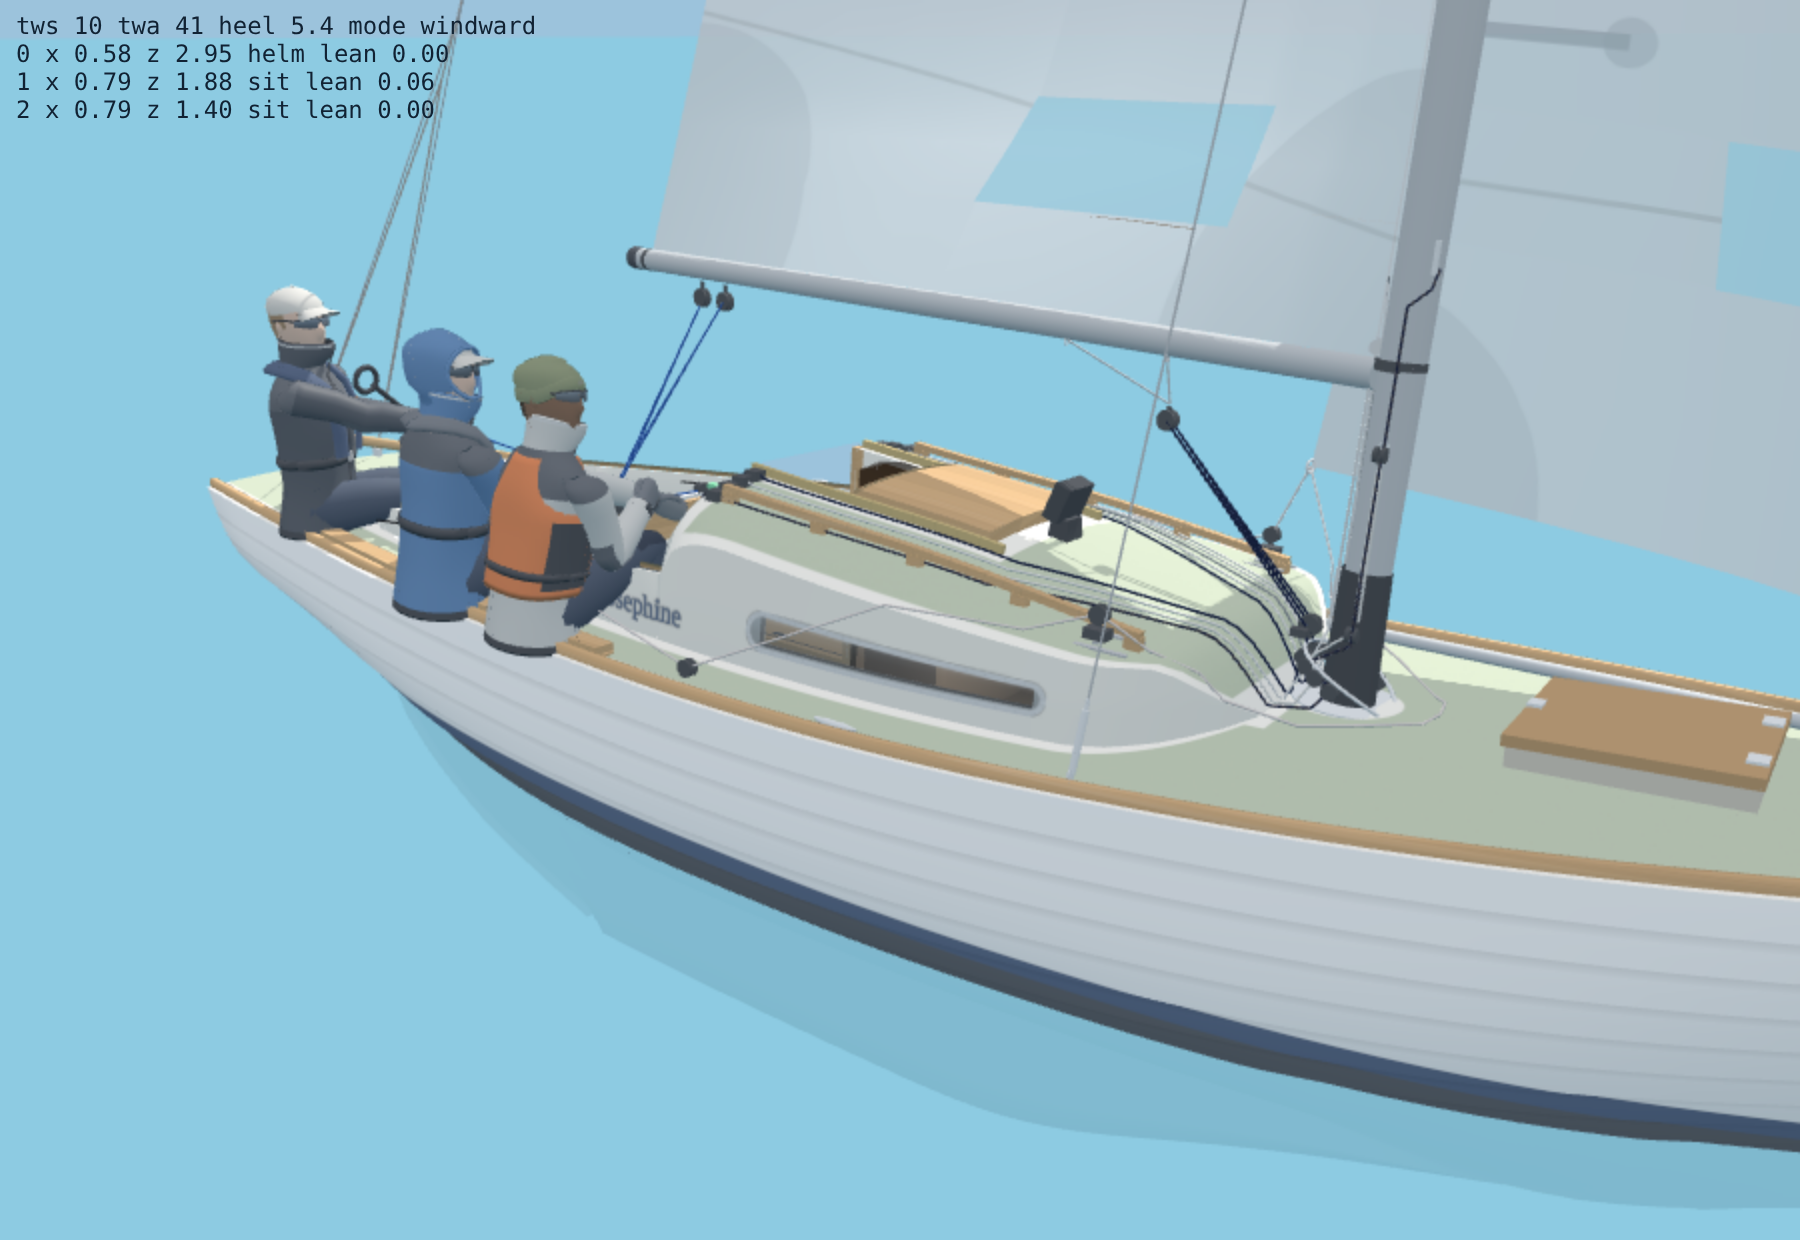 tws 10 twa 41 heel 5.4 mode windward
0 x 0.58 z 2.95 helm lean 0.00
1 x 0.79 z 1.88 sit lean 0.06
2 x 0.79 z 1.40 sit lean 0.00
sephine